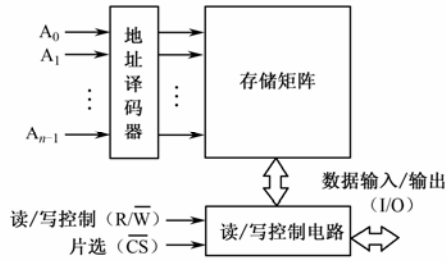 A₀
A₁
⋮
Aₙ₋₁
地址译码器
⋮
存储矩阵
数据输入/输出
（I/O）
读/写控制（R/W̅）
片选（C̅S̅）
读/写控制电路